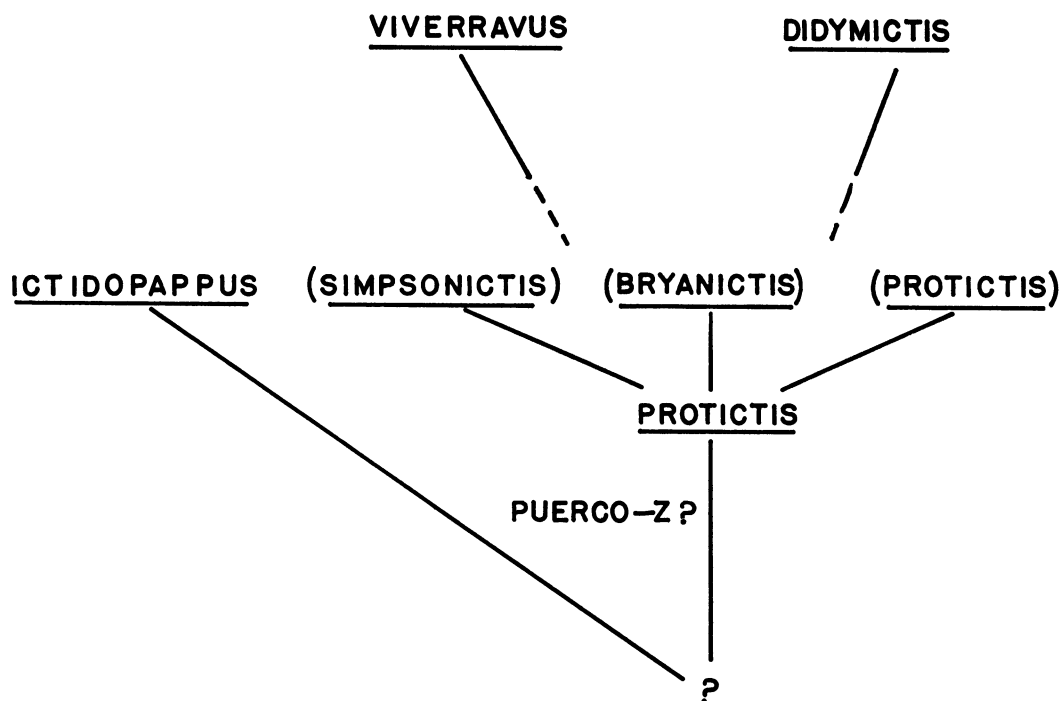 VIVERRAVUS DIDYMICTIS
ICTIDOPAPPUS (SIMPSONICTIS) (BRYANICTIS) (PROTICTIS)
PROTICTIS
PUERCO–Z?
?